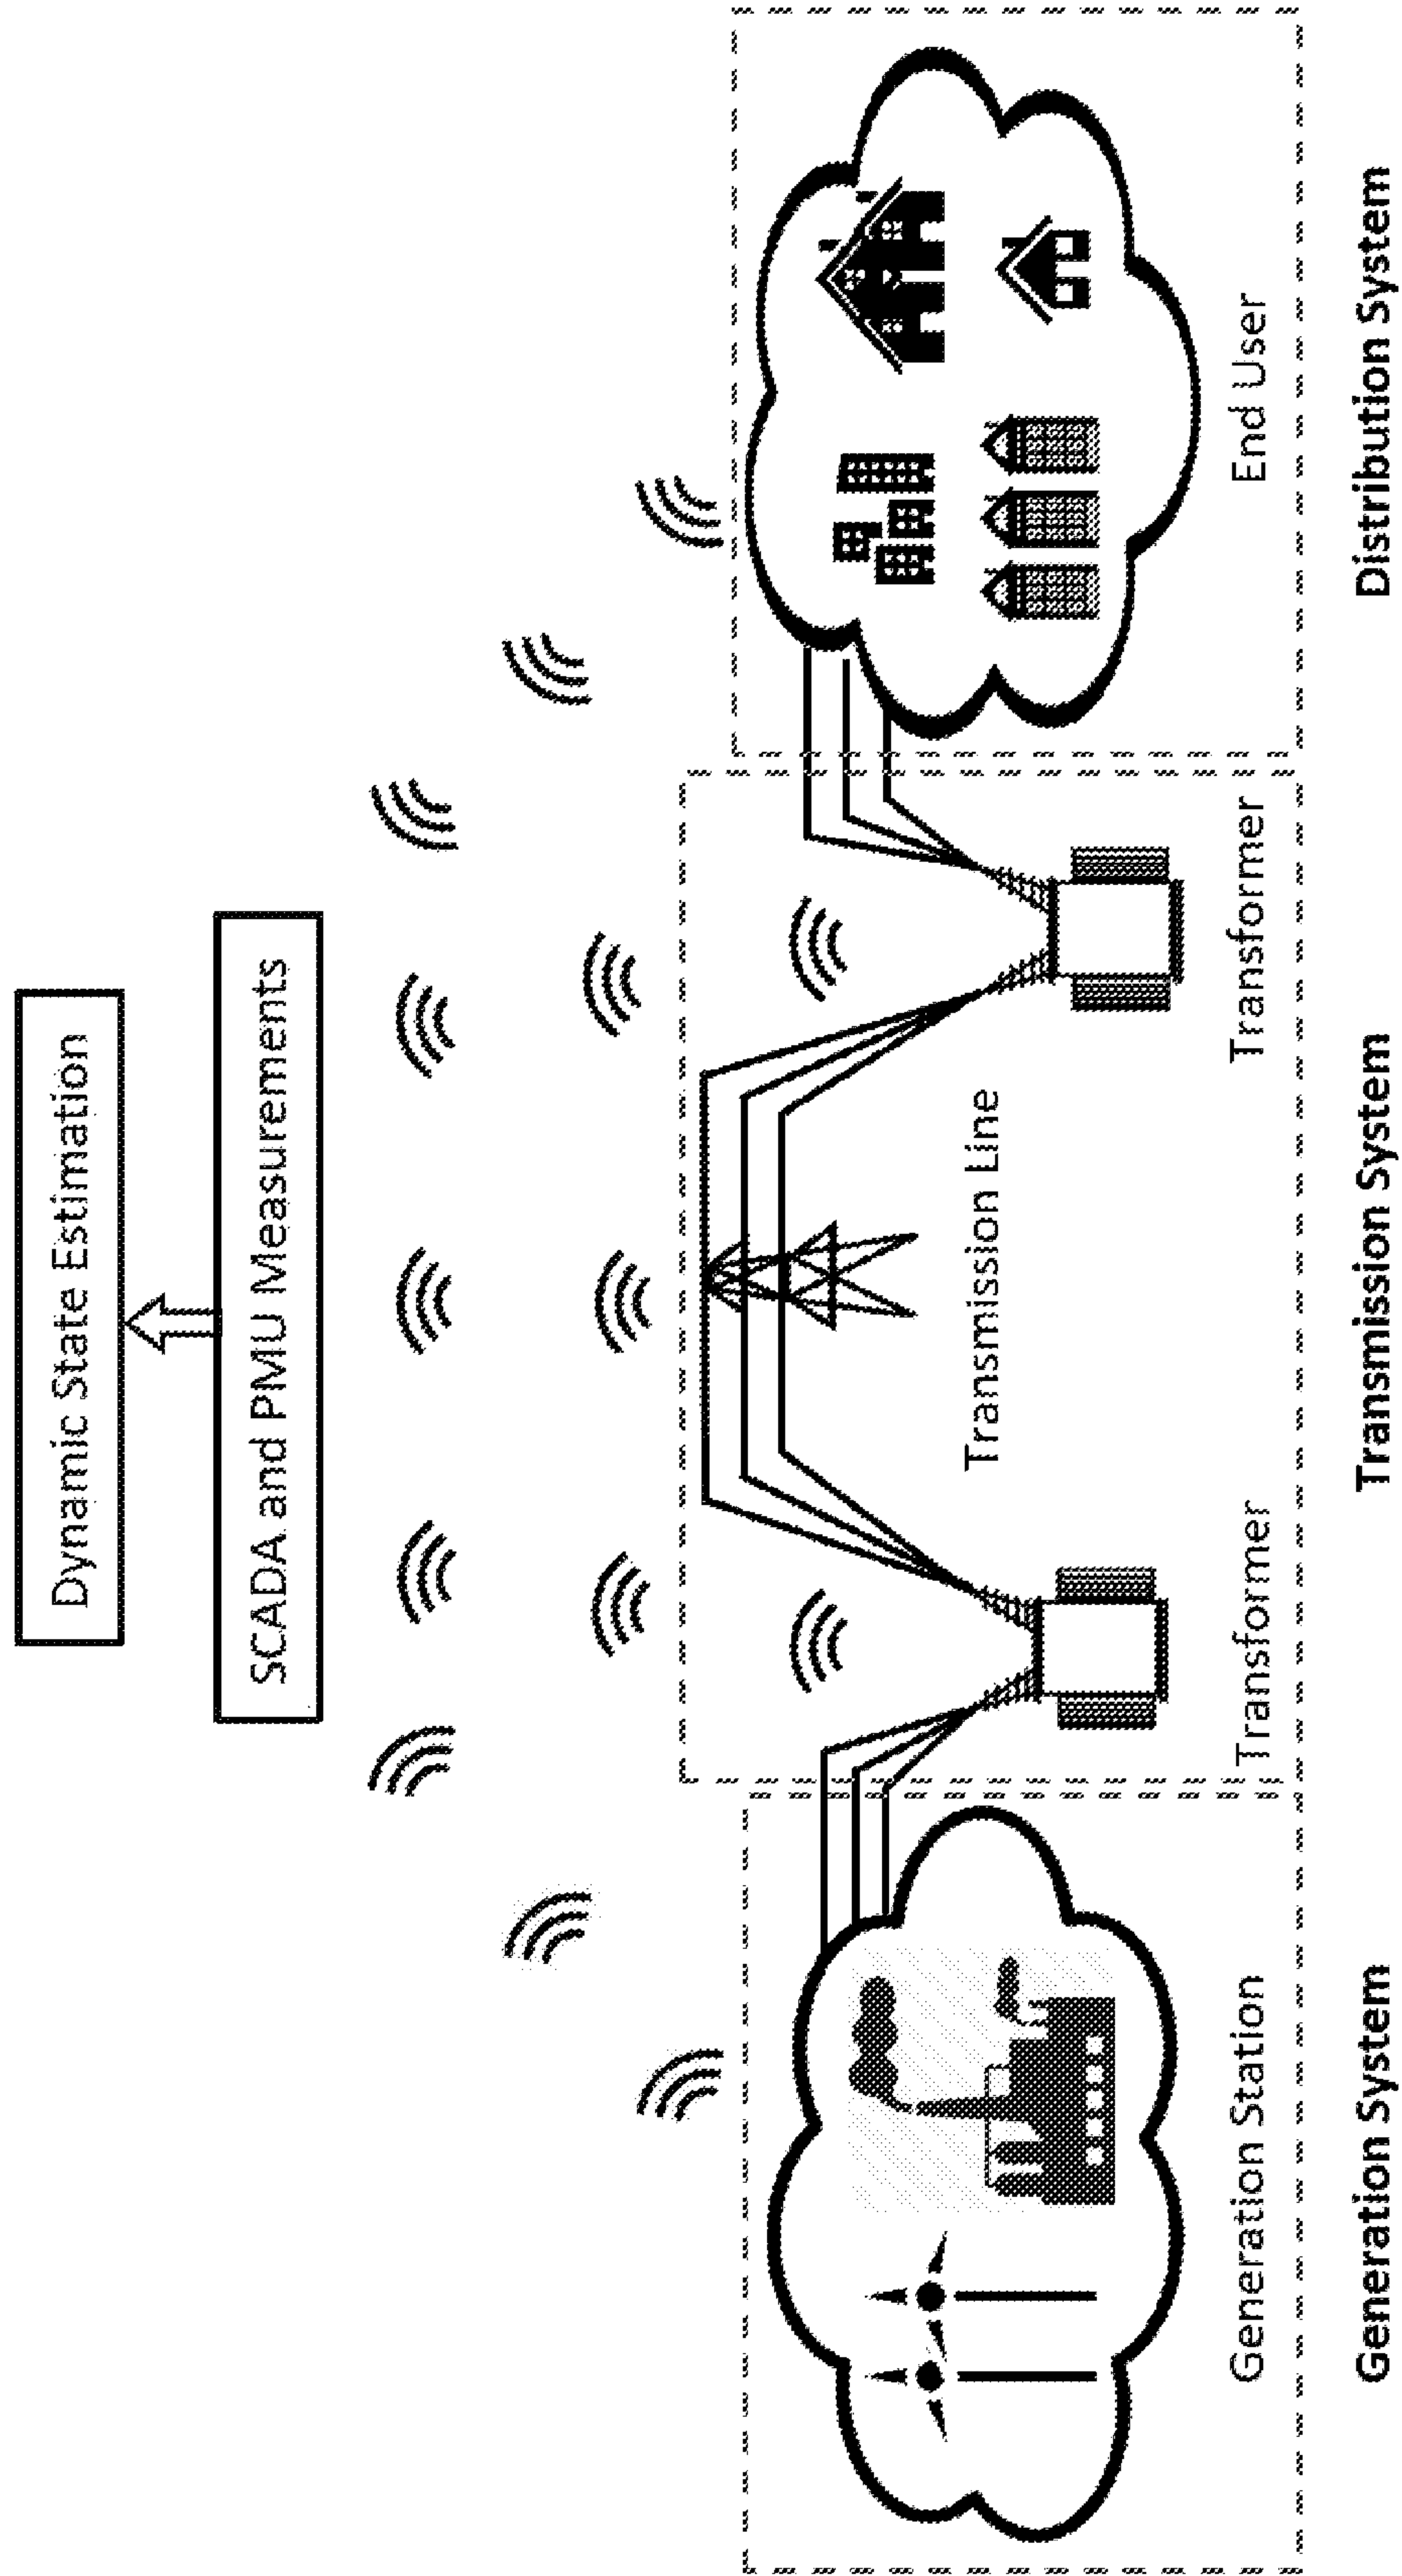 Dynamic State Estimation
SCADA and PMU Measurements
Transmission Line
Generation Station
Transformer
Transformer
End User
Generation System
Transmission System
Distribution System